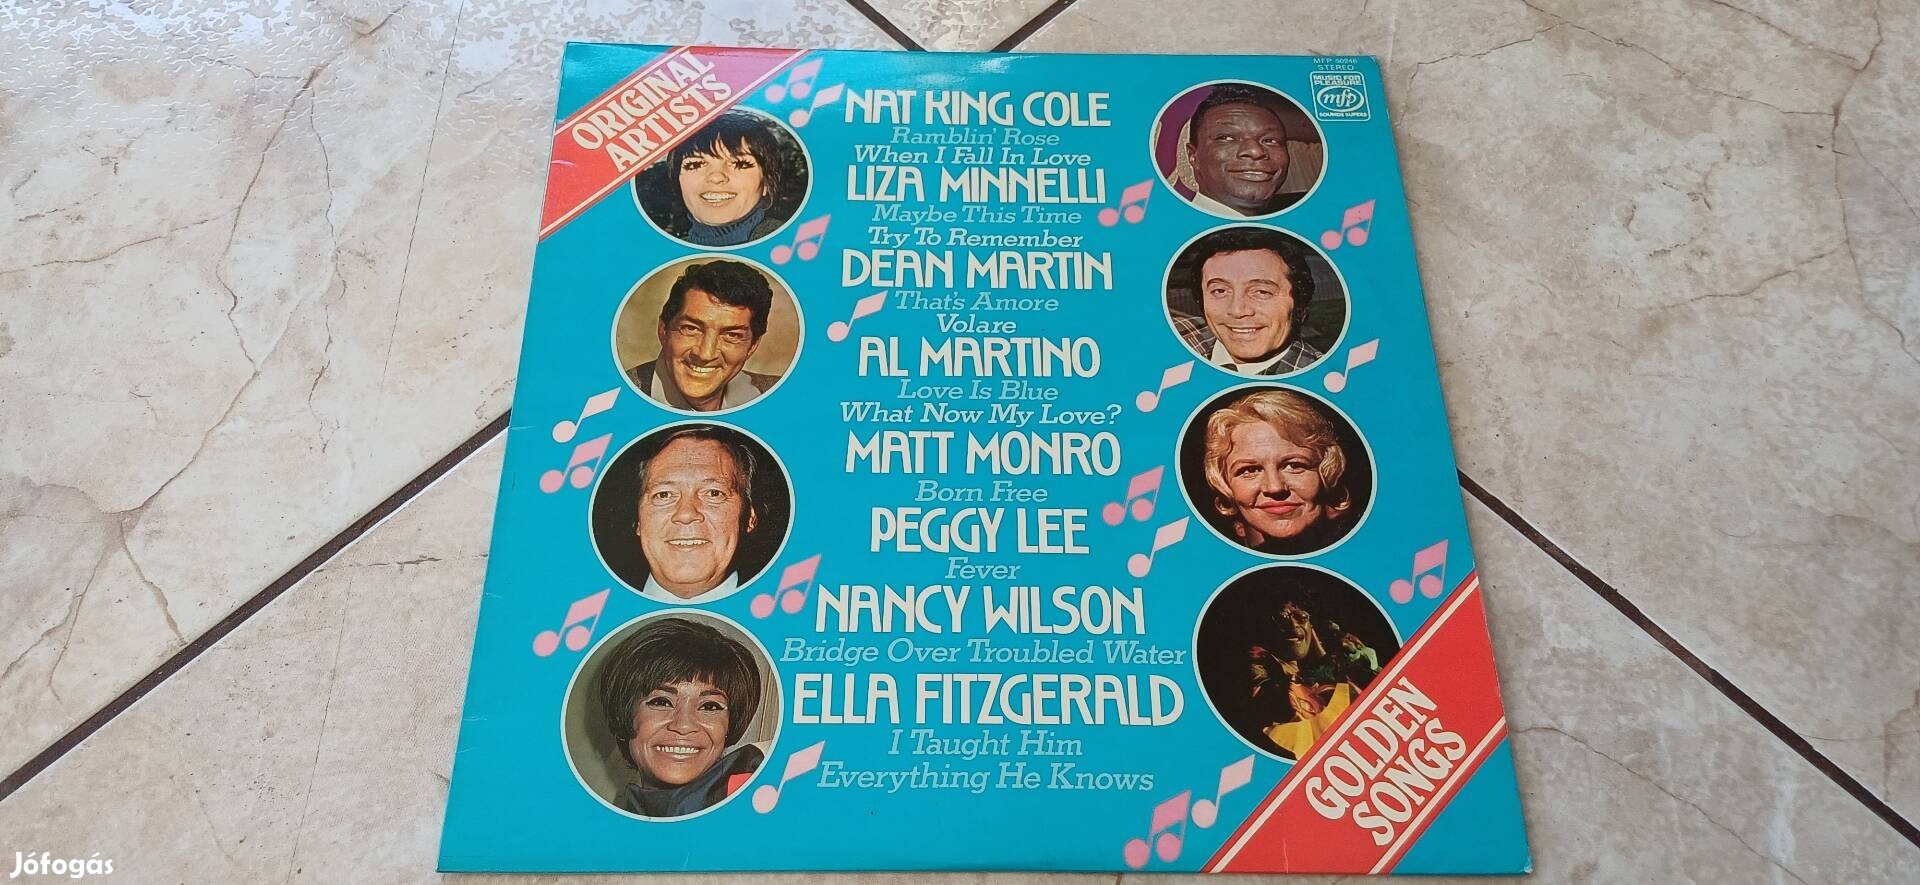 ORIGINAL
ARTISTS
MFP 50246
STEREO
MUSIC FOR
PLEASURE
mfp
SOUNDS SUPERB
NAT KING COLE
Ramblin' Rose
When I Fall In Love
LIZA MINNELLI
Maybe This Time
Try To Remember
DEAN MARTIN
That's Amore
Volare
AL MARTINO
Love Is Blue
What Now My Love?
MATT MONRO
Born Free
PEGGY LEE
Fever
NANCY WILSON
Bridge Over Troubled Water
ELLA FITZGERALD
I Taught Him
Everything He Knows
GOLDEN
SONGS
Jófogás